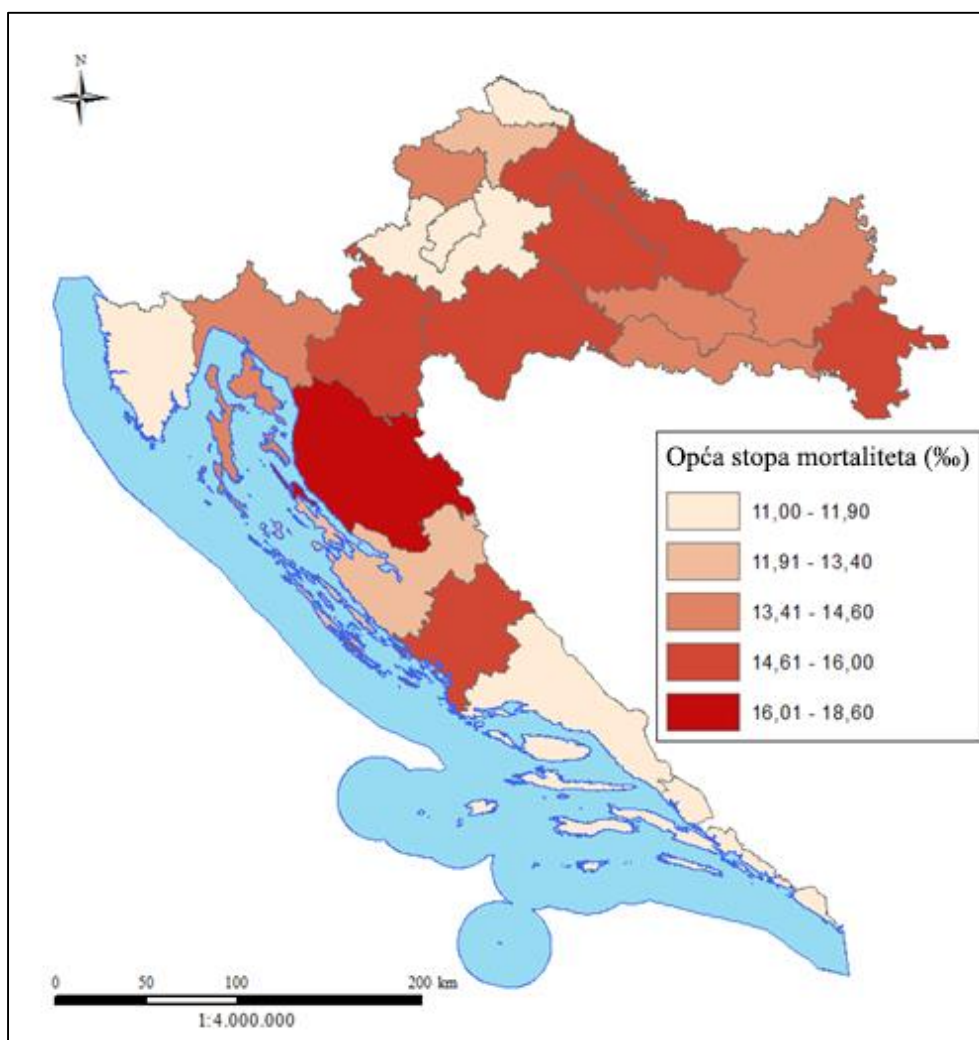 N
Opća stopa mortaliteta (‰)
11,00 - 11,90
11,91 - 13,40
13,41 - 14,60
14,61 - 16,00
16,01 - 18,60
0 50 100 200 km
1:4.000.000